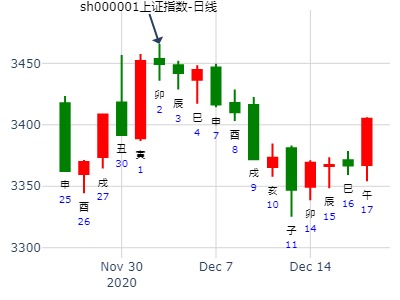 sh000001上证指数-日线
3450
3400
3350
3300
申
25
酉
26
戌
27
丑
30
寅
1
卯
2
辰
3
巳
4
申
7
酉
8
戌
9
亥
10
子
11
卯
14
辰
15
巳
16
午
17
Nov 30
2020
Dec 7
Dec 14